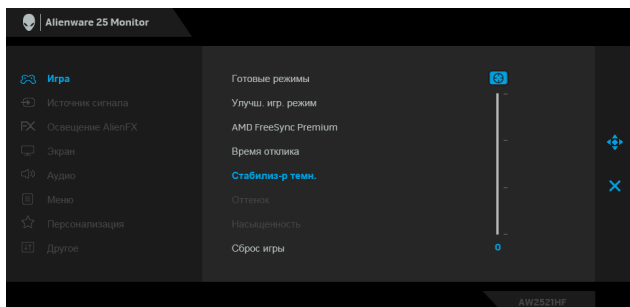 Alienware 25 Monitor
Игра
Источник сигнала
Освещение AlienFX
Экран
Аудио
Меню
Персонализация
Другое
Готовые режимы
Улучш. игр. режим
AMD FreeSync Premium
Время отклика
Стабилиз-р темн.
Оттенок
Насыщенность
Сброс игры
0
AW2521HF